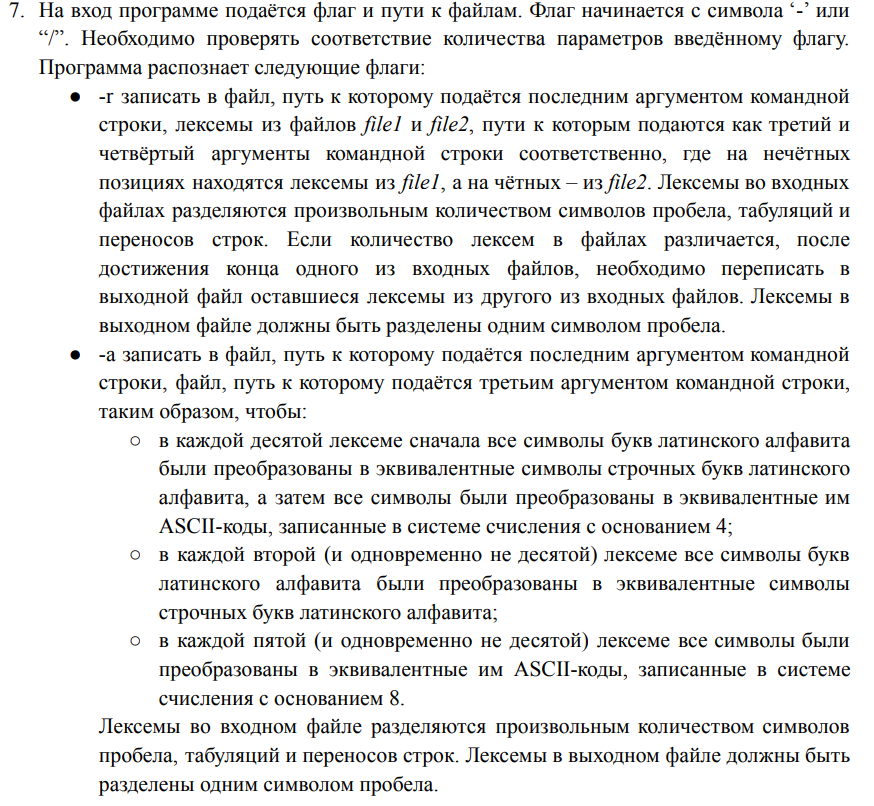 7. На вход программе подаётся флаг и пути к файлам. Флаг начинается с символа ‘-’ или
“/”. Необходимо проверять соответствие количества параметров введённому флагу.
Программа распознает следующие флаги:
● -r записать в файл, путь к которому подаётся последним аргументом командной
строки, лексемы из файлов file1 и file2, пути к которым подаются как третий и
четвёртый аргументы командной строки соответственно, где на нечётных
позициях находятся лексемы из file1, а на чётных – из file2. Лексемы во входных
файлах разделяются произвольным количеством символов пробела, табуляций и
переносов строк. Если количество лексем в файлах различается, после
достижения конца одного из входных файлов, необходимо переписать в
выходной файл оставшиеся лексемы из другого из входных файлов. Лексемы в
выходном файле должны быть разделены одним символом пробела.
● -a записать в файл, путь к которому подаётся последним аргументом командной
строки, файл, путь к которому подаётся третьим аргументом командной строки,
таким образом, чтобы:
○ в каждой десятой лексеме сначала все символы букв латинского алфавита
были преобразованы в эквивалентные символы строчных букв латинского
алфавита, а затем все символы были преобразованы в эквивалентные им
ASCII-коды, записанные в системе счисления с основанием 4;
○ в каждой второй (и одновременно не десятой) лексеме все символы букв
латинского алфавита были преобразованы в эквивалентные символы
строчных букв латинского алфавита;
○ в каждой пятой (и одновременно не десятой) лексеме все символы были
преобразованы в эквивалентные им ASCII-коды, записанные в системе
счисления с основанием 8.
Лексемы во входном файле разделяются произвольным количеством символов
пробела, табуляций и переносов строк. Лексемы в выходном файле должны быть
разделены одним символом пробела.